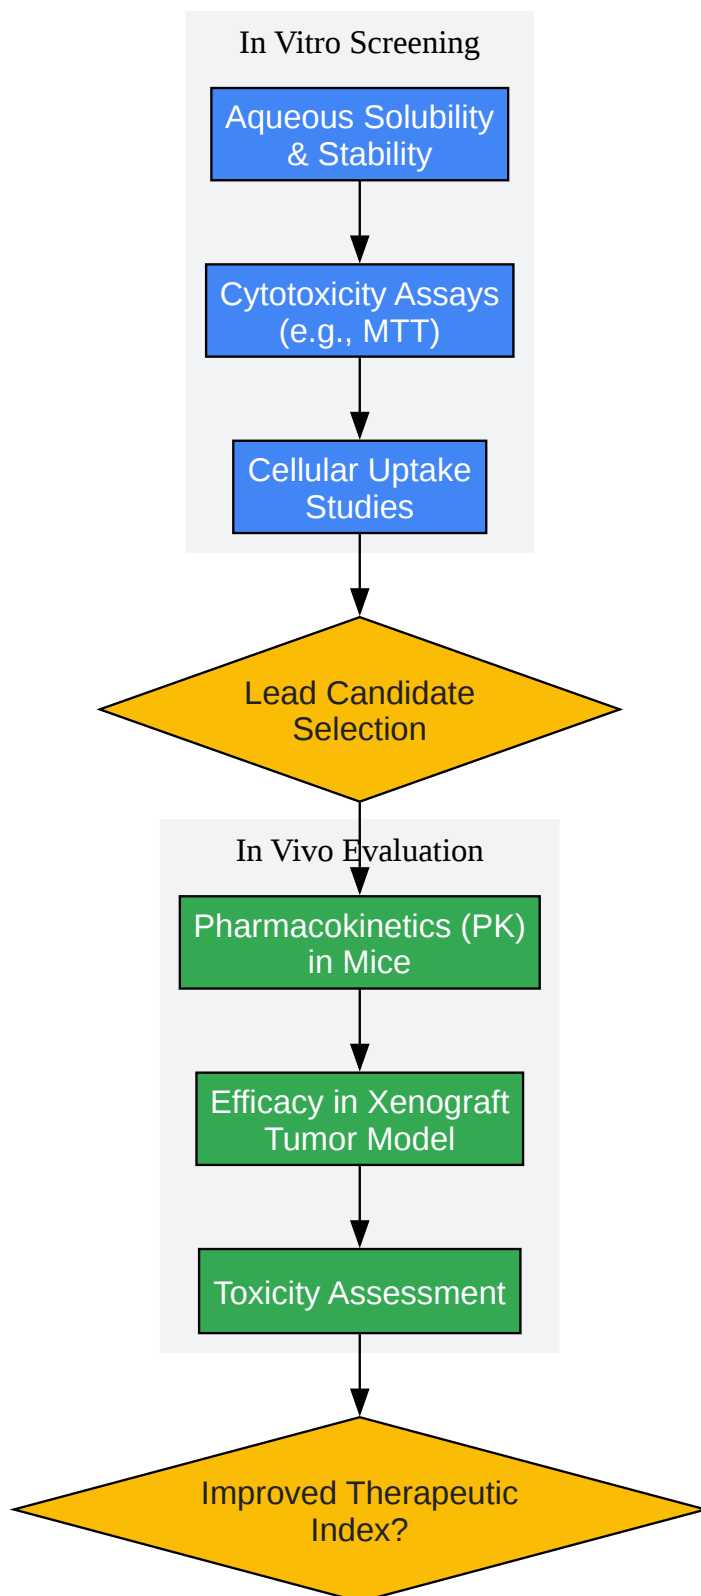 In Vitro Screening
Aqueous Solubility
& Stability
Cytotoxicity Assays
(e.g., MTT)
Cellular Uptake
Studies
Lead Candidate
Selection
In Vivo Evaluation
Pharmacokinetics (PK)
in Mice
Efficacy in Xenograft
Tumor Model
Toxicity Assessment
Improved Therapeutic
Index?